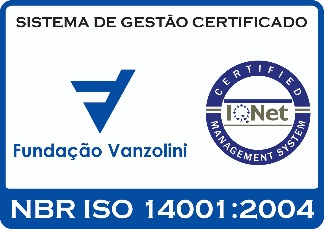 SISTEMA DE GESTÃO CERTIFICADO
Fundação Vanzolini
CERTIFIED
IQNet
MANAGEMENT SYSTEM
NBR ISO 14001:2004